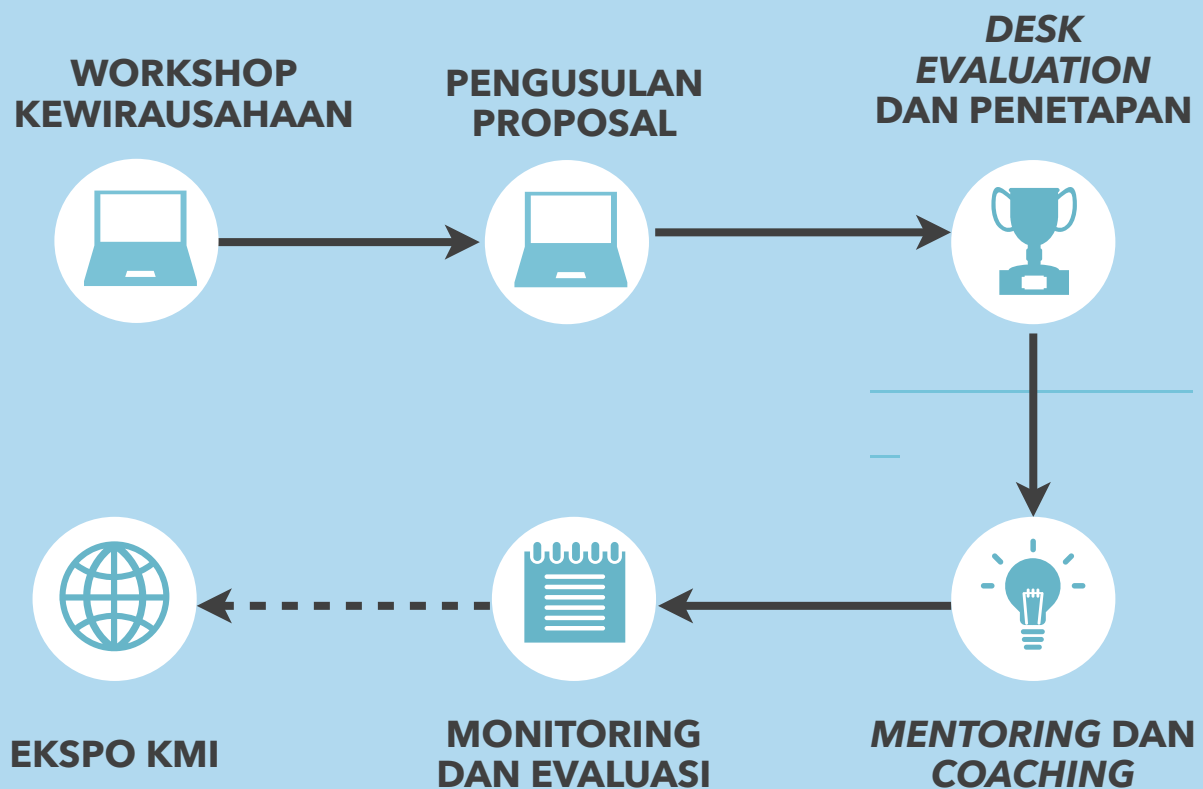 WORKSHOP
KEWIRAUSAHAAN
PENGUSULAN
PROPOSAL
DESK
EVALUATION
DAN PENETAPAN
EKSPO KMI
MONITORING
DAN EVALUASI
MENTORING DAN
COACHING